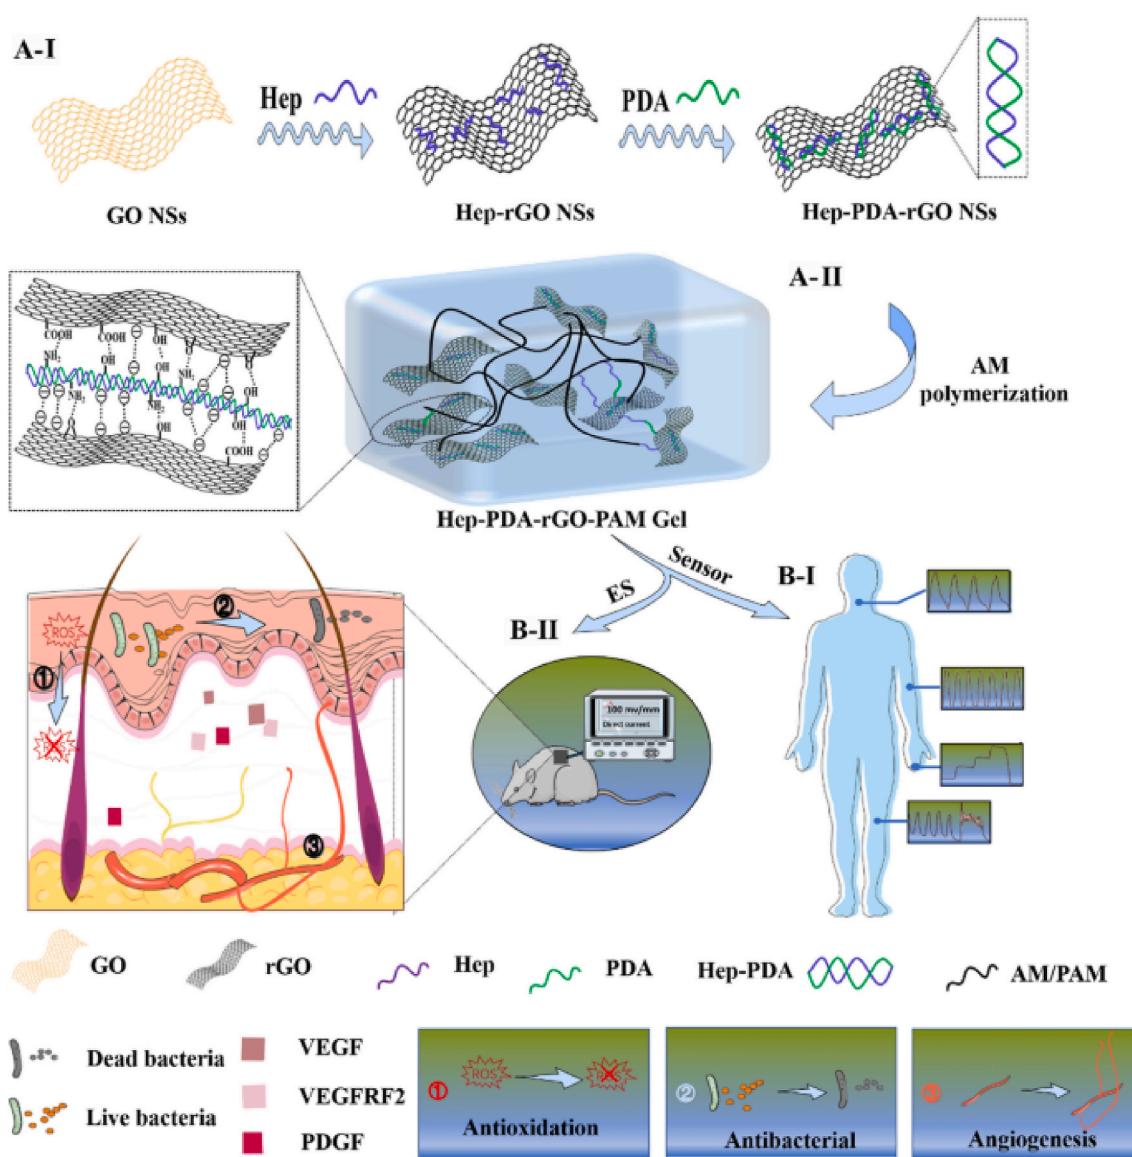 A-I
Hep
PDA
GO NSs
Hep-rGO NSs
Hep-PDA-rGO NSs
A-II
AM
polymerization
COOH
COOH
OH
NH2
OH
OH
NH2
OH
NH2
NH2
OH
OH
COOH
Hep-PDA-rGO-PAM Gel
ES
Sensor
B-I
B-II
100 mv/mm
Direct current
ROS
①
②
ROS
③
GO
rGO
Hep
PDA
Hep-PDA
AM/PAM
Dead bacteria
Live bacteria
VEGF
VEGFRF2
PDGF
①
ROS
ROS
Antioxidation
②
Antibacterial
③
Angiogenesis